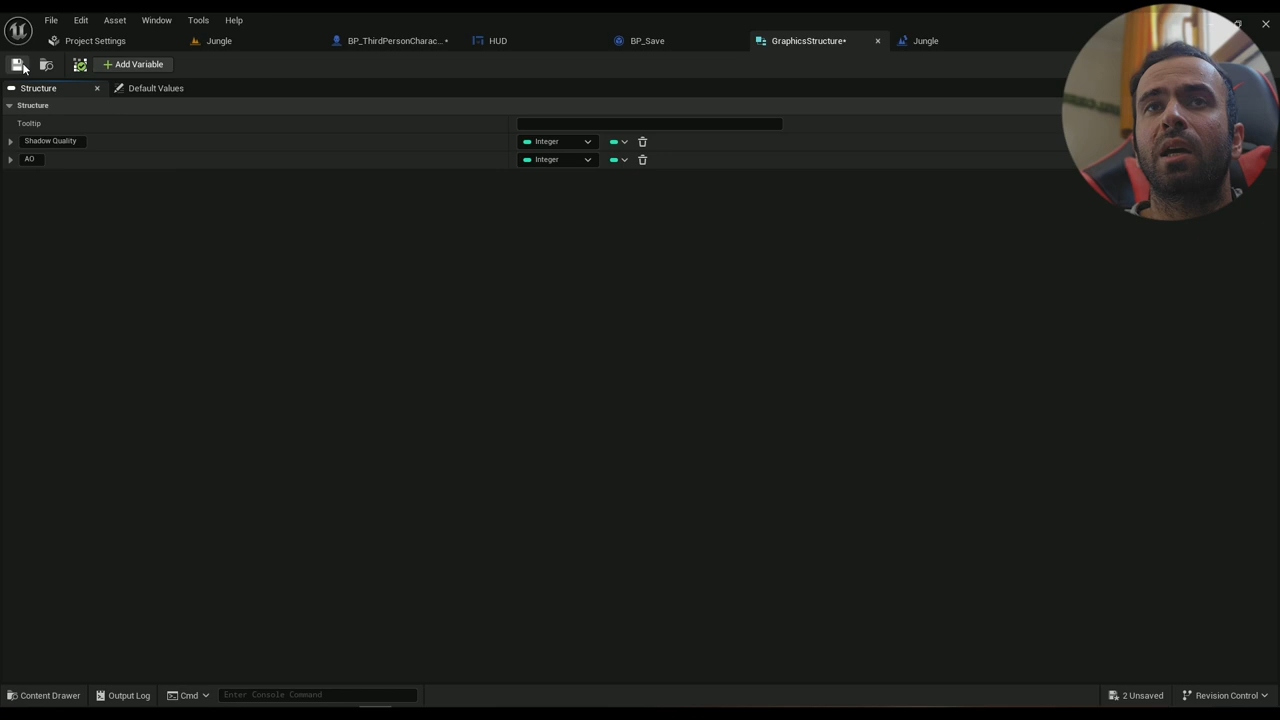 File Edit Asset Window Tools Help
Project Settings Jungle BP_ThirdPersonCharac...• HUD BP_Save GraphicsStructure• Jungle
Add Variable
Structure Default Values
Structure
Tooltip
Shadow Quality Integer
AO Integer
Content Drawer Output Log Cmd Enter Console Command 2 Unsaved Revision Control